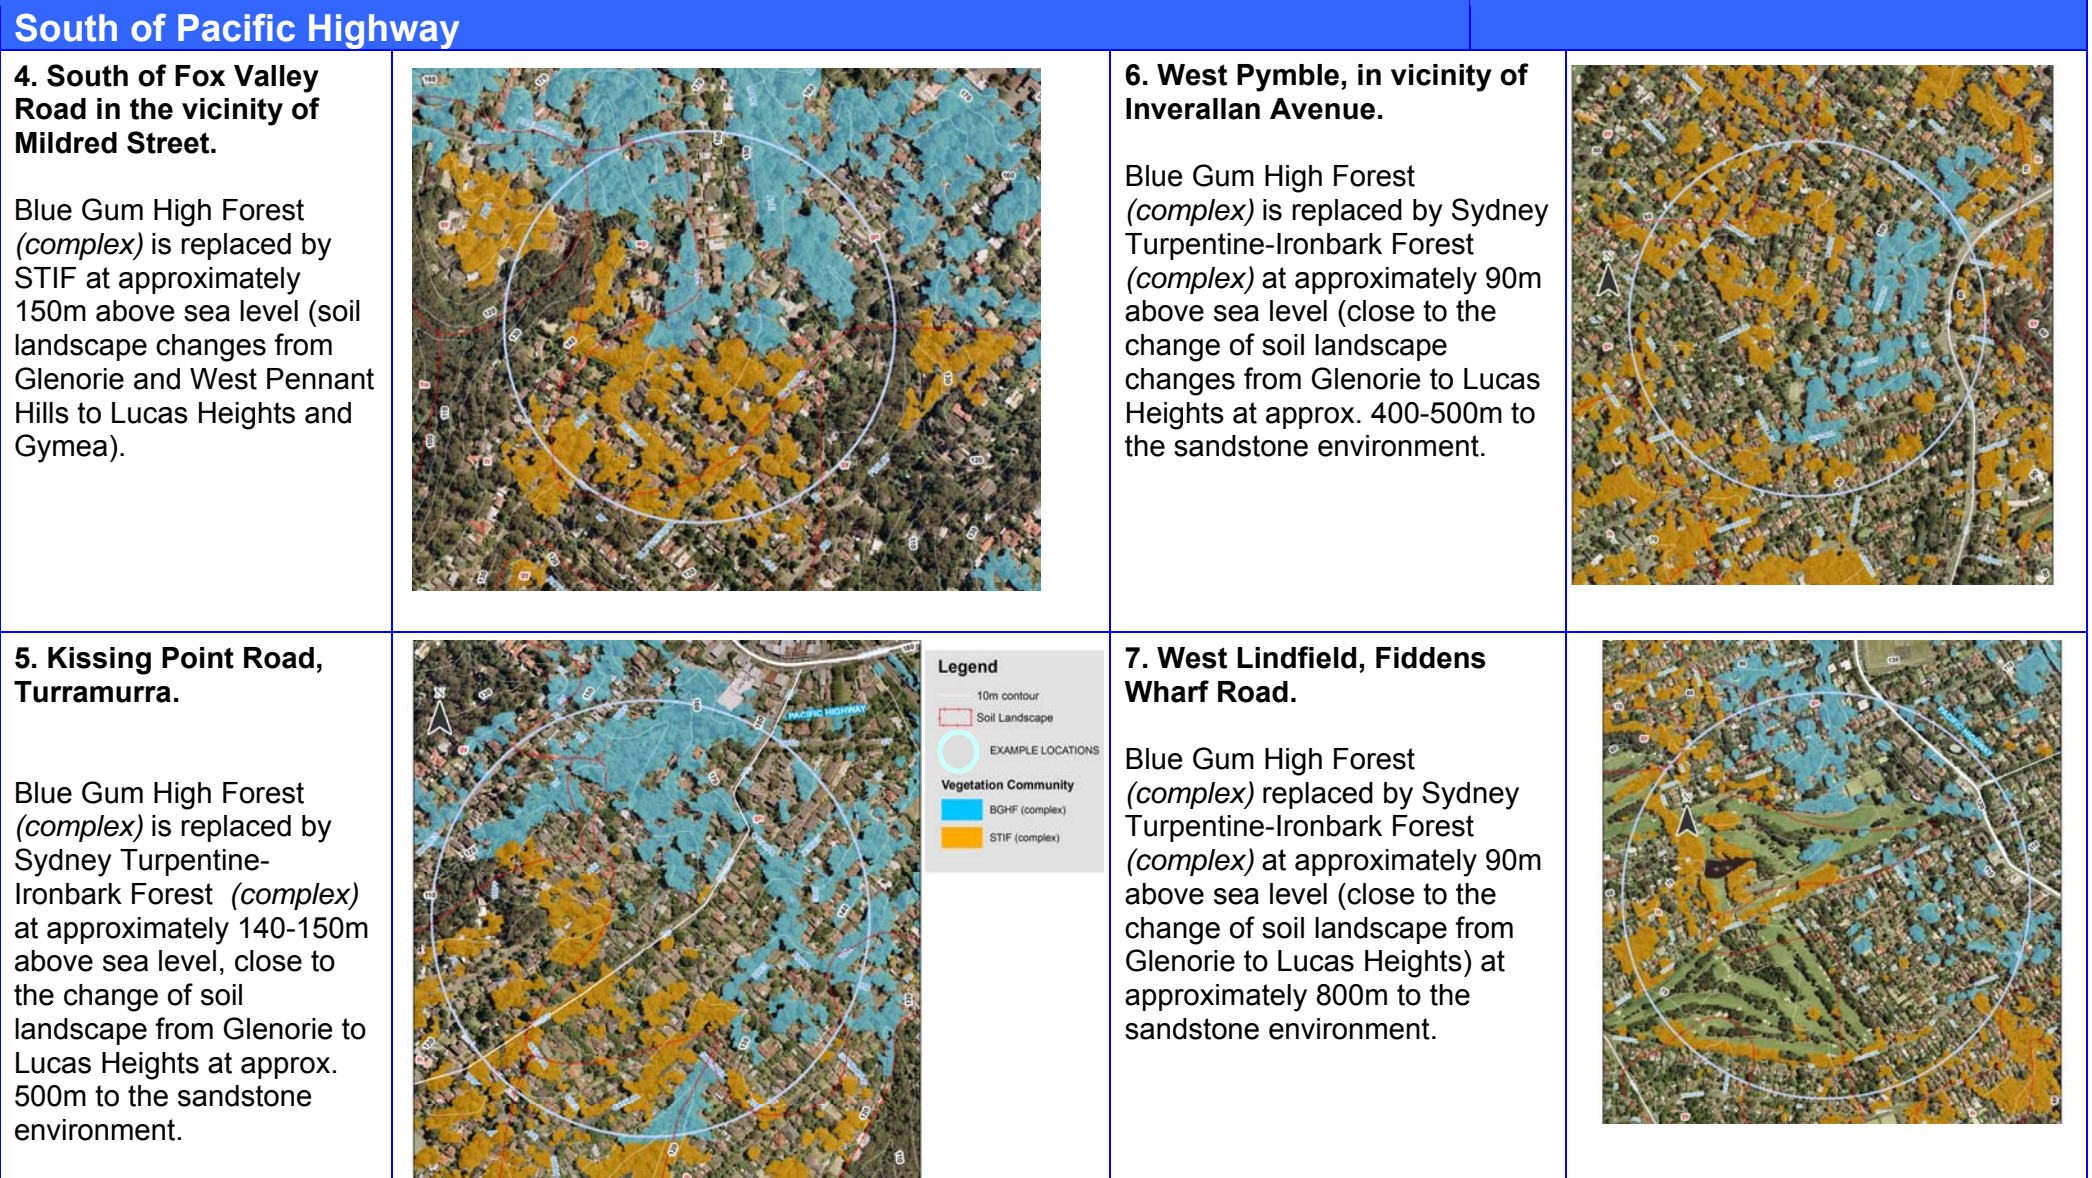 South of Pacific Highway
4. South of Fox Valley
Road in the vicinity of
Mildred Street.
Blue Gum High Forest
(complex) is replaced by
STIF at approximately
150m above sea level (soil
landscape changes from
Glenorie and West Pennant
Hills to Lucas Heights and
Gymea).
6. West Pymble, in vicinity of
Inverallan Avenue.
Blue Gum High Forest
(complex) is replaced by Sydney
Turpentine-Ironbark Forest
(complex) at approximately 90m
above sea level (close to the
change of soil landscape
changes from Glenorie to Lucas
Heights at approx. 400-500m to
the sandstone environment.
5. Kissing Point Road,
Turramurra.
Blue Gum High Forest
(complex) is replaced by
Sydney Turpentine-
Ironbark Forest (complex)
at approximately 140-150m
above sea level, close to
the change of soil
landscape from Glenorie to
Lucas Heights at approx.
500m to the sandstone
environment.
PACIFIC HIGHWAY
Legend
10m contour
Soil Landscape
EXAMPLE LOCATIONS
Vegetation Community
BGHF (complex)
STIF (complex)
7. West Lindfield, Fiddens
Wharf Road.
Blue Gum High Forest
(complex) replaced by Sydney
Turpentine-Ironbark Forest
(complex) at approximately 90m
above sea level (close to the
change of soil landscape from
Glenorie to Lucas Heights) at
approximately 800m to the
sandstone environment.
PACIFIC HIGHWAY